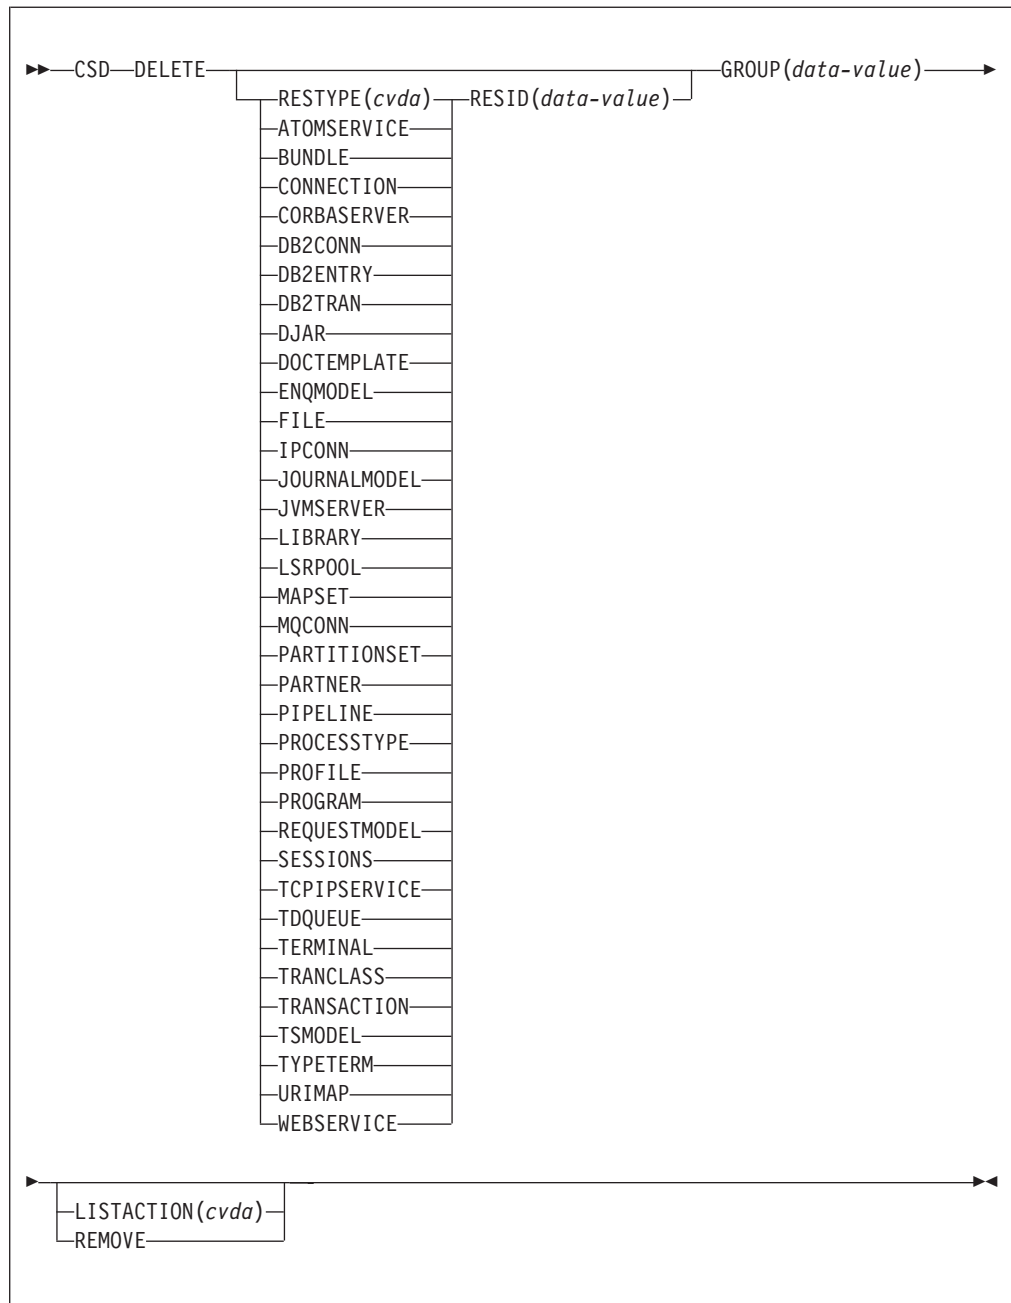 CSD DELETE GROUP(data-value)
RESTYPE(cvda) RESID(data-value)
ATOMSERVICE
BUNDLE
CONNECTION
CORBASERVER
DB2CONN
DB2ENTRY
DB2TRAN
DJAR
DOCTEMPLATE
ENQMODEL
FILE
IPCONN
JOURNALMODEL
JVMSERVER
LIBRARY
LSRPOOL
MAPSET
MQCONN
PARTITIONSET
PARTNER
PIPELINE
PROCESSTYPE
PROFILE
PROGRAM
REQUESTMODEL
SESSIONS
TCPIPSERVICE
TDQUEUE
TERMINAL
TRANCLASS
TRANSACTION
TSMODEL
TYPETERM
URIMAP
WEBSERVICE
LISTACTION(cvda)
REMOVE